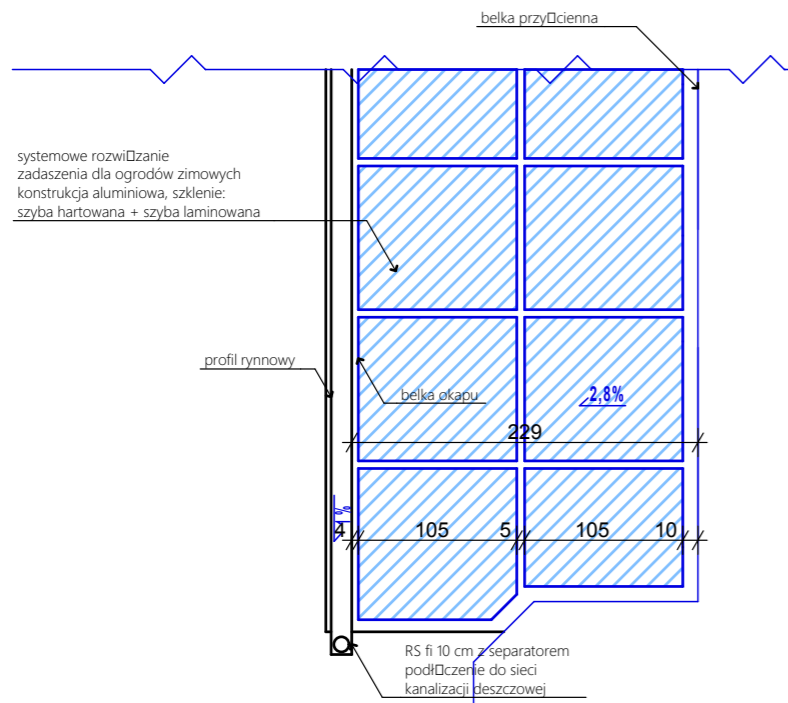 belka przy□cienna
systemowe rozwi□zanie
zadaszenia dla ogrodów zimowych
konstrukcja aluminiowa, szklenie:
szyba hartowana + szyba laminowana
profil rynnowy
belka okapu
2,8%
229
1%
4 105 5 105 10
RS fi 10 cm z separatorem
podł□czenie do sieci
kanalizacji deszczowej